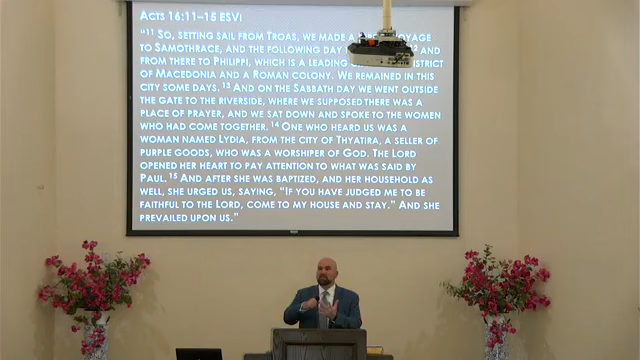 Acts 16:11–15 ESVi
“11 So, setting sail from Troas, we made a voyage
to Samothrace, and the following day 12 and
from there to Philippi, which is a leading district
of Macedonia and a Roman colony. We remained in this
city some days. 13 And on the Sabbath day we went outside
the gate to the riverside, where we supposed there was a
place of prayer, and we sat down and spoke to the women
who had come together. 14 One who heard us was a
woman named Lydia, from the city of Thyatira, a seller of
purple goods, who was a worshiper of God. The Lord
opened her heart to pay attention to what was said by
Paul. 15 And after she was baptized, and her household as
well, she urged us, saying, “If you have judged me to be
faithful to the Lord, come to my house and stay.” And she
prevailed upon us.”